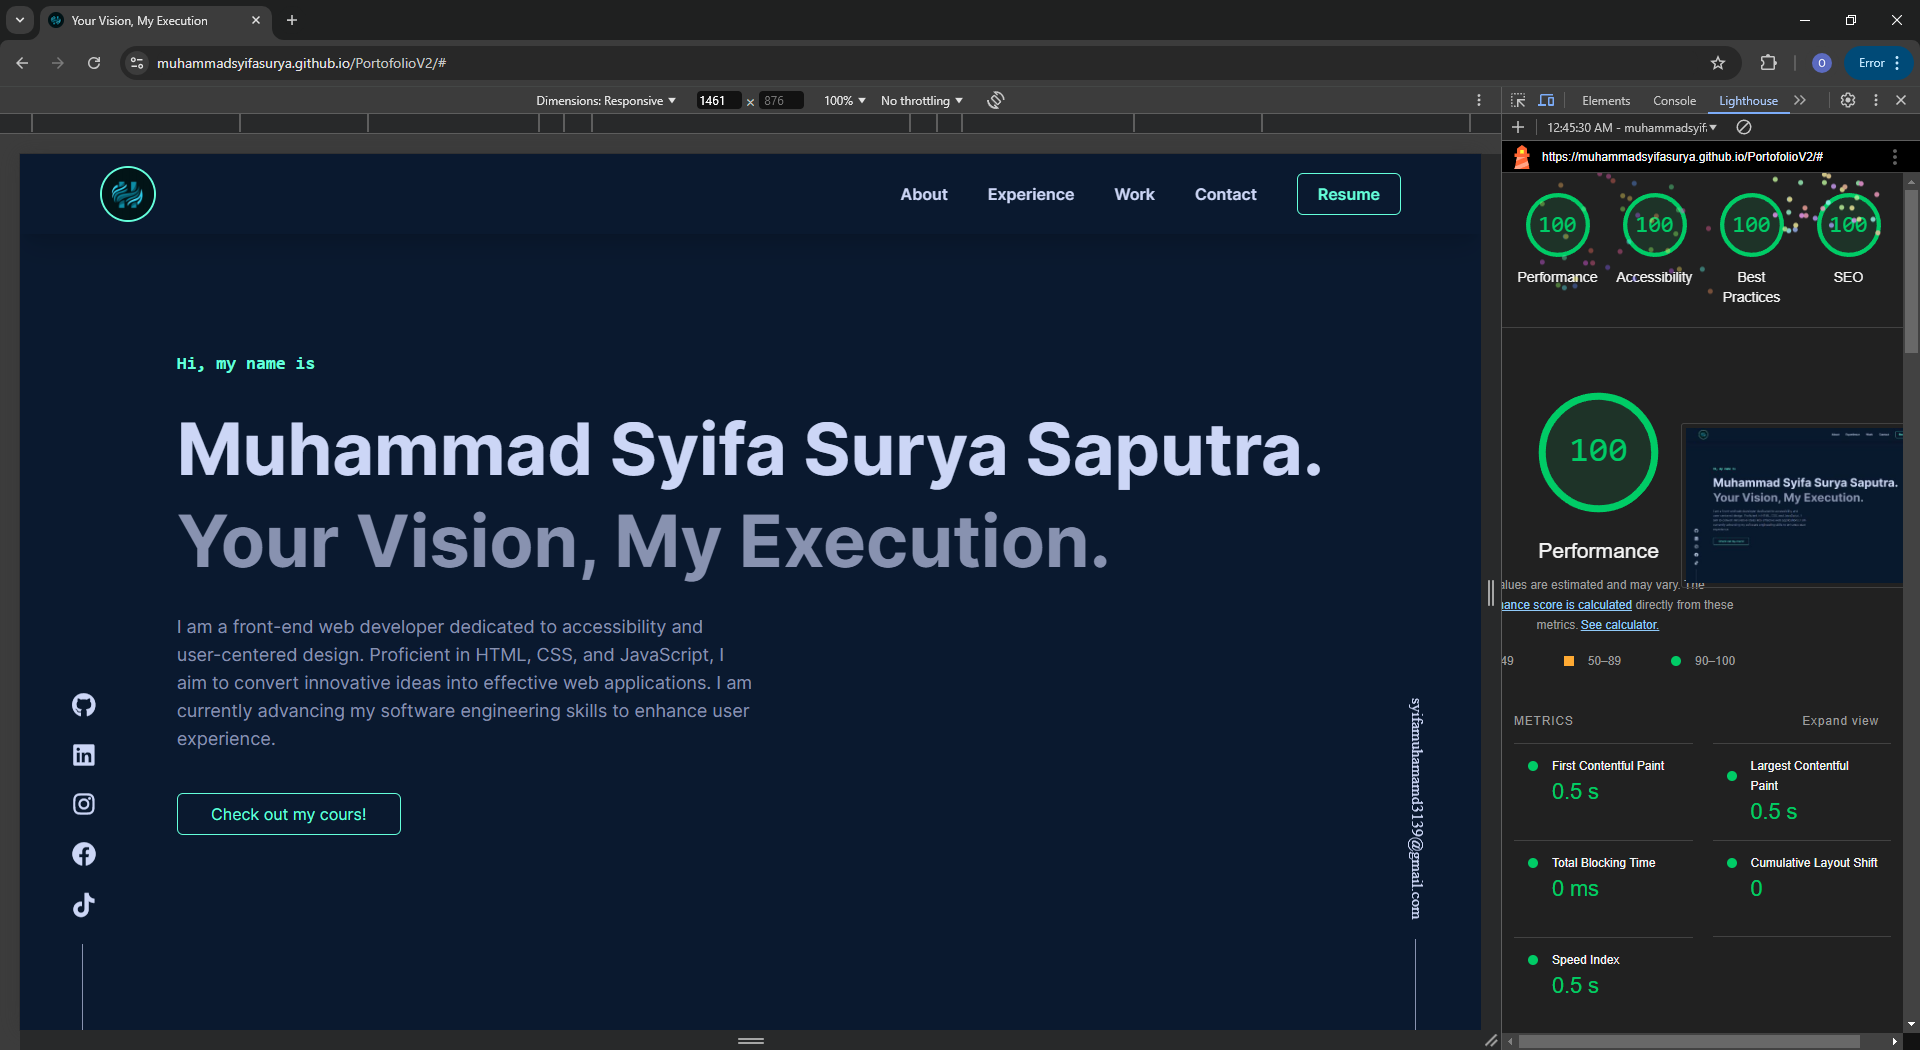 Your Vision, My Execution
muhammadsyifasurya.github.io/PortofolioV2/#
O
Error
Dimensions: Responsive
1461
×
876
100%
No throttling
Elements
Console
Lighthouse
12:45:30 AM - muhammadsyif
https://muhammadsyifasurya.github.io/PortofolioV2/#
About
Experience
Work
Contact
Resume
Hi, my name is
Muhammad Syifa Surya Saputra.
Your Vision, My Execution.
I am a front-end web developer dedicated to accessibility and
user-centered design. Proficient in HTML, CSS, and JavaScript, I
aim to convert innovative ideas into effective web applications. I am
currently advancing my software engineering skills to enhance user
experience.
Check out my cours!
syifamuhamamd3139@gmail.com
100
Performance
100
Accessibility
100
Best
Practices
100
SEO
100
Performance
Muhammad Syifa Surya Saputra.
Your Vision, My Execution.
alues are estimated and may vary. The
ance score is calculated directly from these
metrics. See calculator.
49
50–89
90–100
METRICS
Expand view
First Contentful Paint
0.5 s
Largest Contentful
Paint
0.5 s
Total Blocking Time
0 ms
Cumulative Layout Shift
0
Speed Index
0.5 s